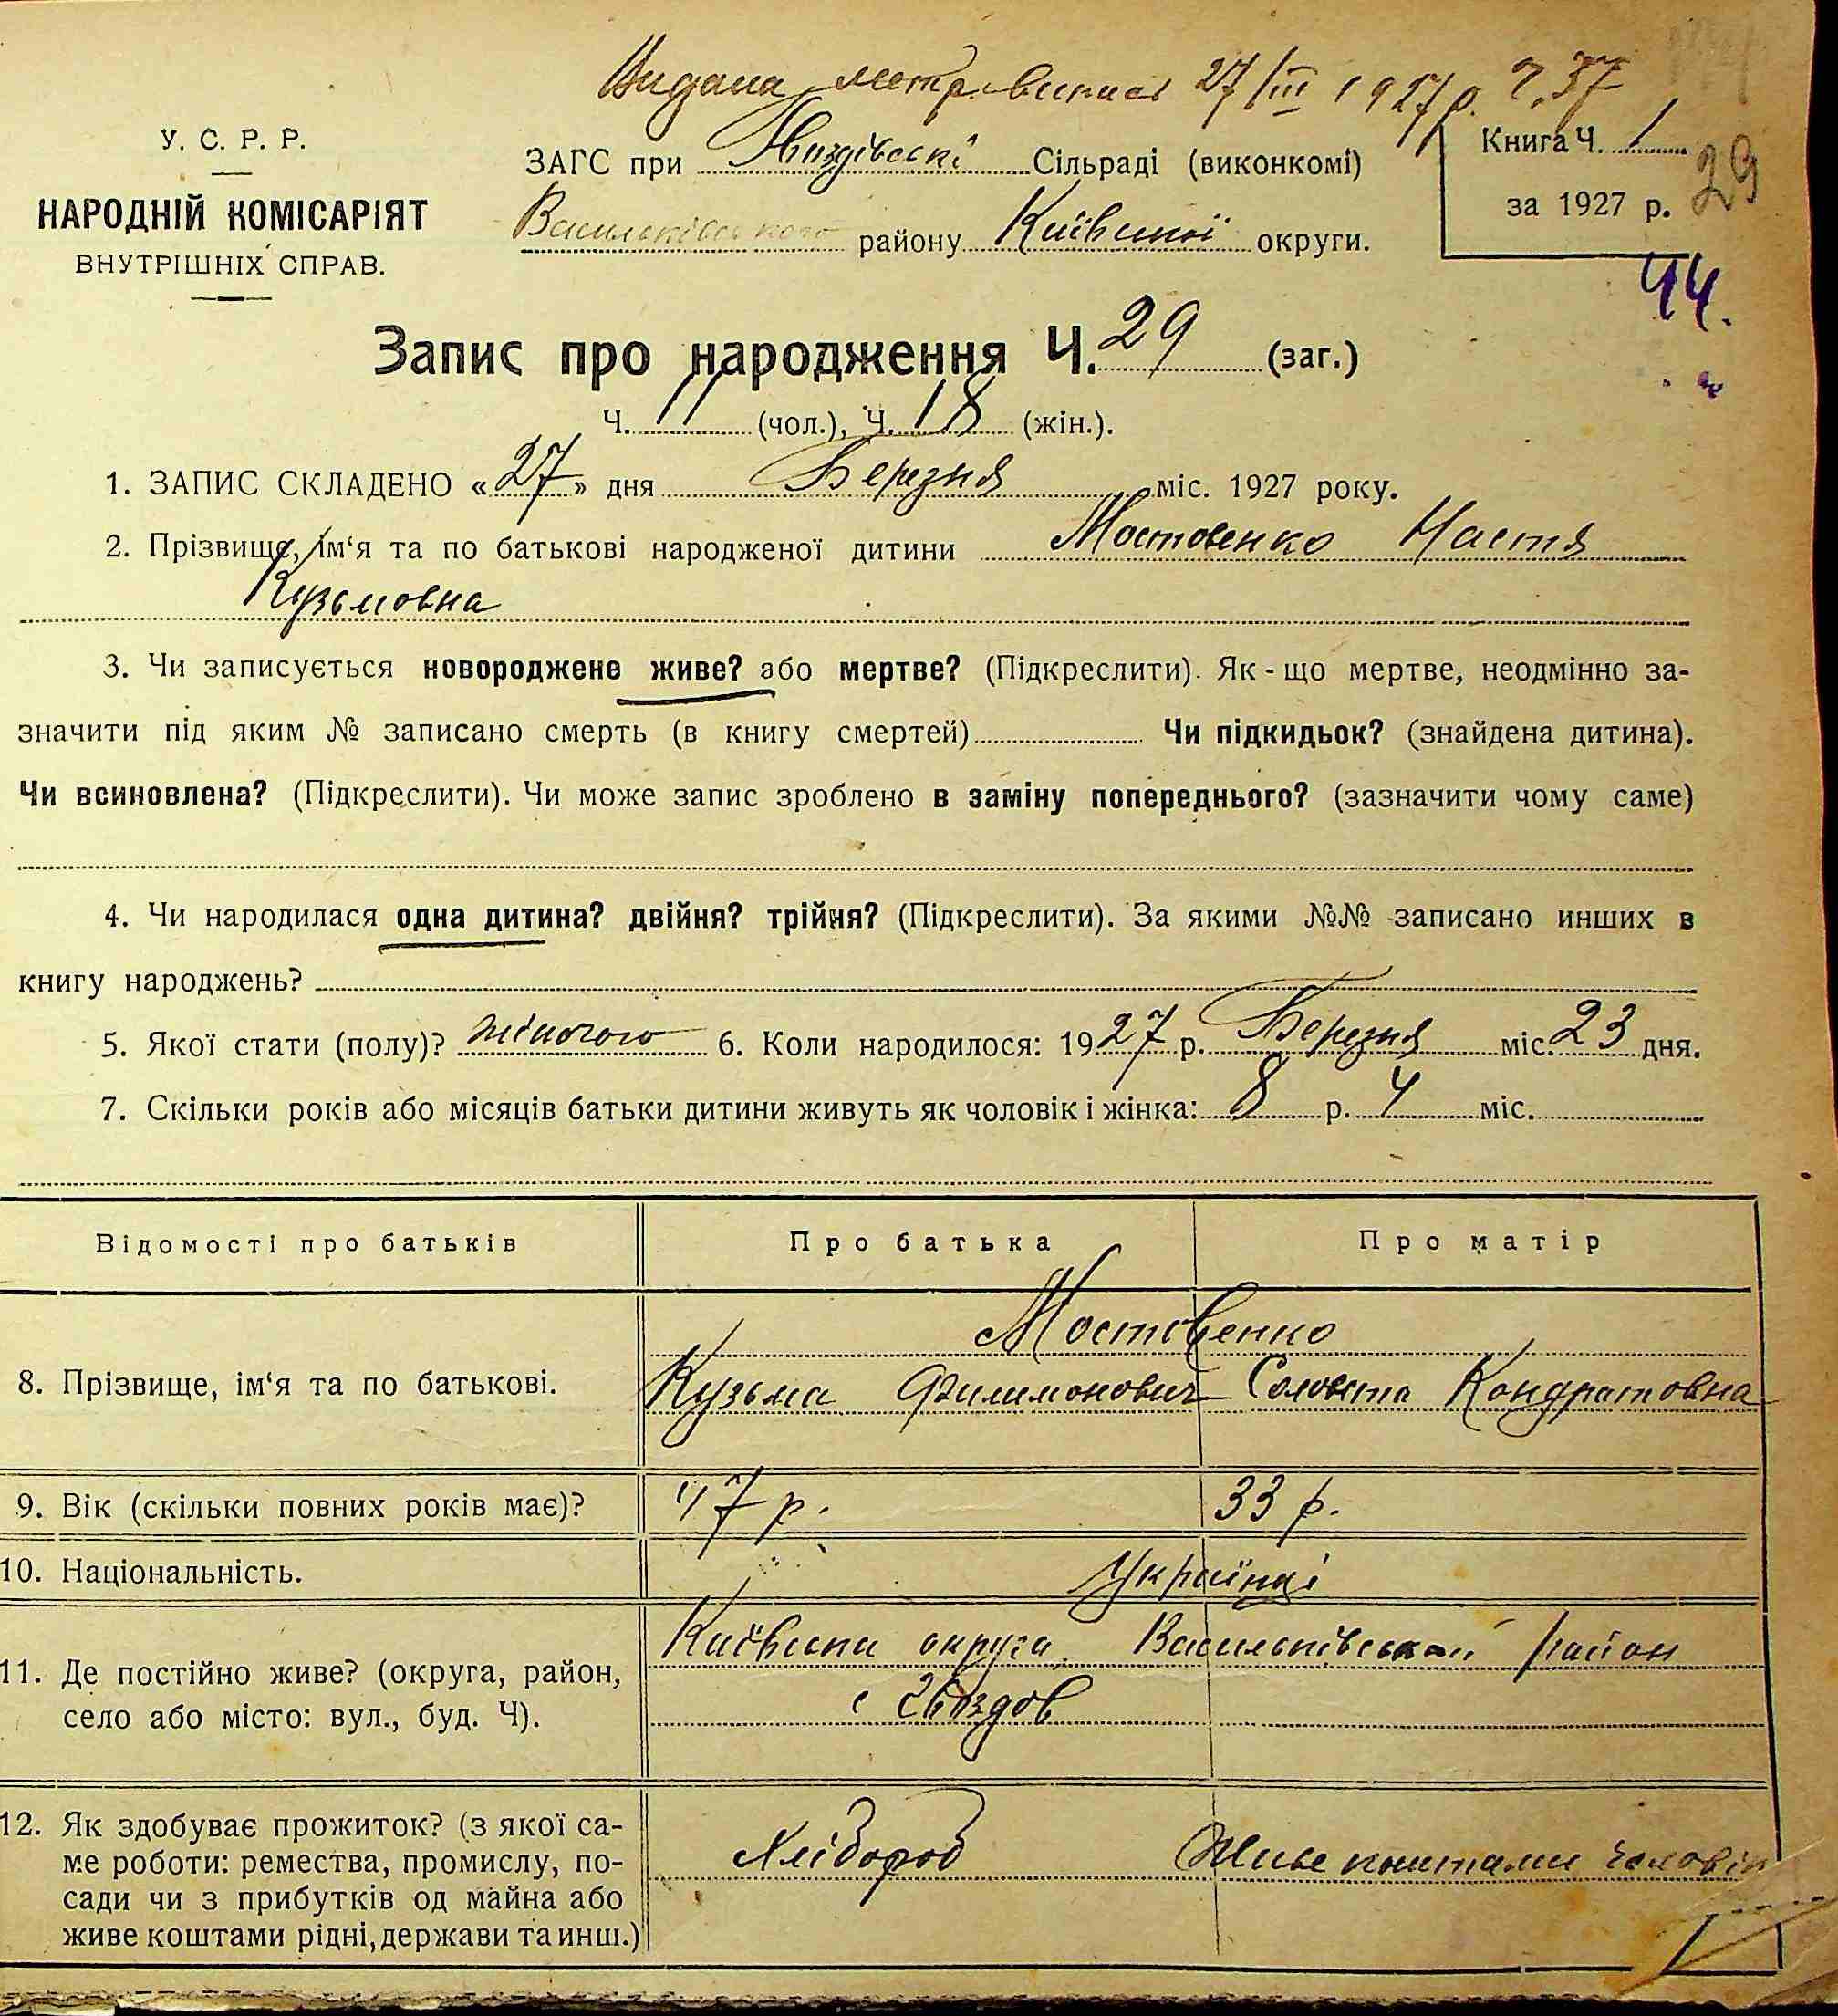 Видана метр. виписъ 27/III 1927 р. Ч. 37
У. С. Р. Р.
НАРОДНІЙ КОМІСАРІЯТ
ВНУТРІШНІХ СПРАВ.
ЗАГС при Сільраді (виконкомі)
Васильківського району Київської округи.
Книга Ч. 1
за 1927 р.
29
44.
Запис про народження Ч. 29 (заг.)
Ч. 11 (чол.), Ч. 18 (жін.).
1. ЗАПИС СКЛАДЕНО «27» дня Березня міс. 1927 року.
2. Прізвище, ім‘я та по батькові народженої дитини Мостовенко Настя
Кузьмовна
3. Чи записується новороджене живе? або мертве? (Підкреслити). Як - що мертве, неодмінно за-
значити під яким № записано смерть (в книгу смертей) Чи підкидьок? (знайдена дитина).
Чи всиновлена? (Підкреслити). Чи може запис зроблено в заміну попереднього? (зазначити чому саме)
4. Чи народилася одна дитина? двійня? трійня? (Підкреслити). За якими №№ записано инших в
книгу народжень?
5. Якої стати (полу)? жіночого 6. Коли народилося: 1927 р. Березня міс. 23 дня.
7. Скільки років або місяців батьки дитини живуть як чоловік і жінка: 8 р. 4 міс.
Відомості про батьків Про батька Про матір
Мостовенко
8. Прізвище, ім‘я та по батькові. Кузьма Филимонович Кондратовна
9. Вік (скільки повних років має)? 47 р. 33 р.
10. Національність. Українці
Київська округа Васильківський район
11. Де постійно живе? (округа, район,
село або місто: вул., буд. Ч). с Гвоздов
12. Як здобуває прожиток? (з якої са-
ме роботи: ремества, промислу, по- Хлібороб Живе коштами чоловік
сади чи з прибутків од майна або
живе коштами рідні, держави та инш.)